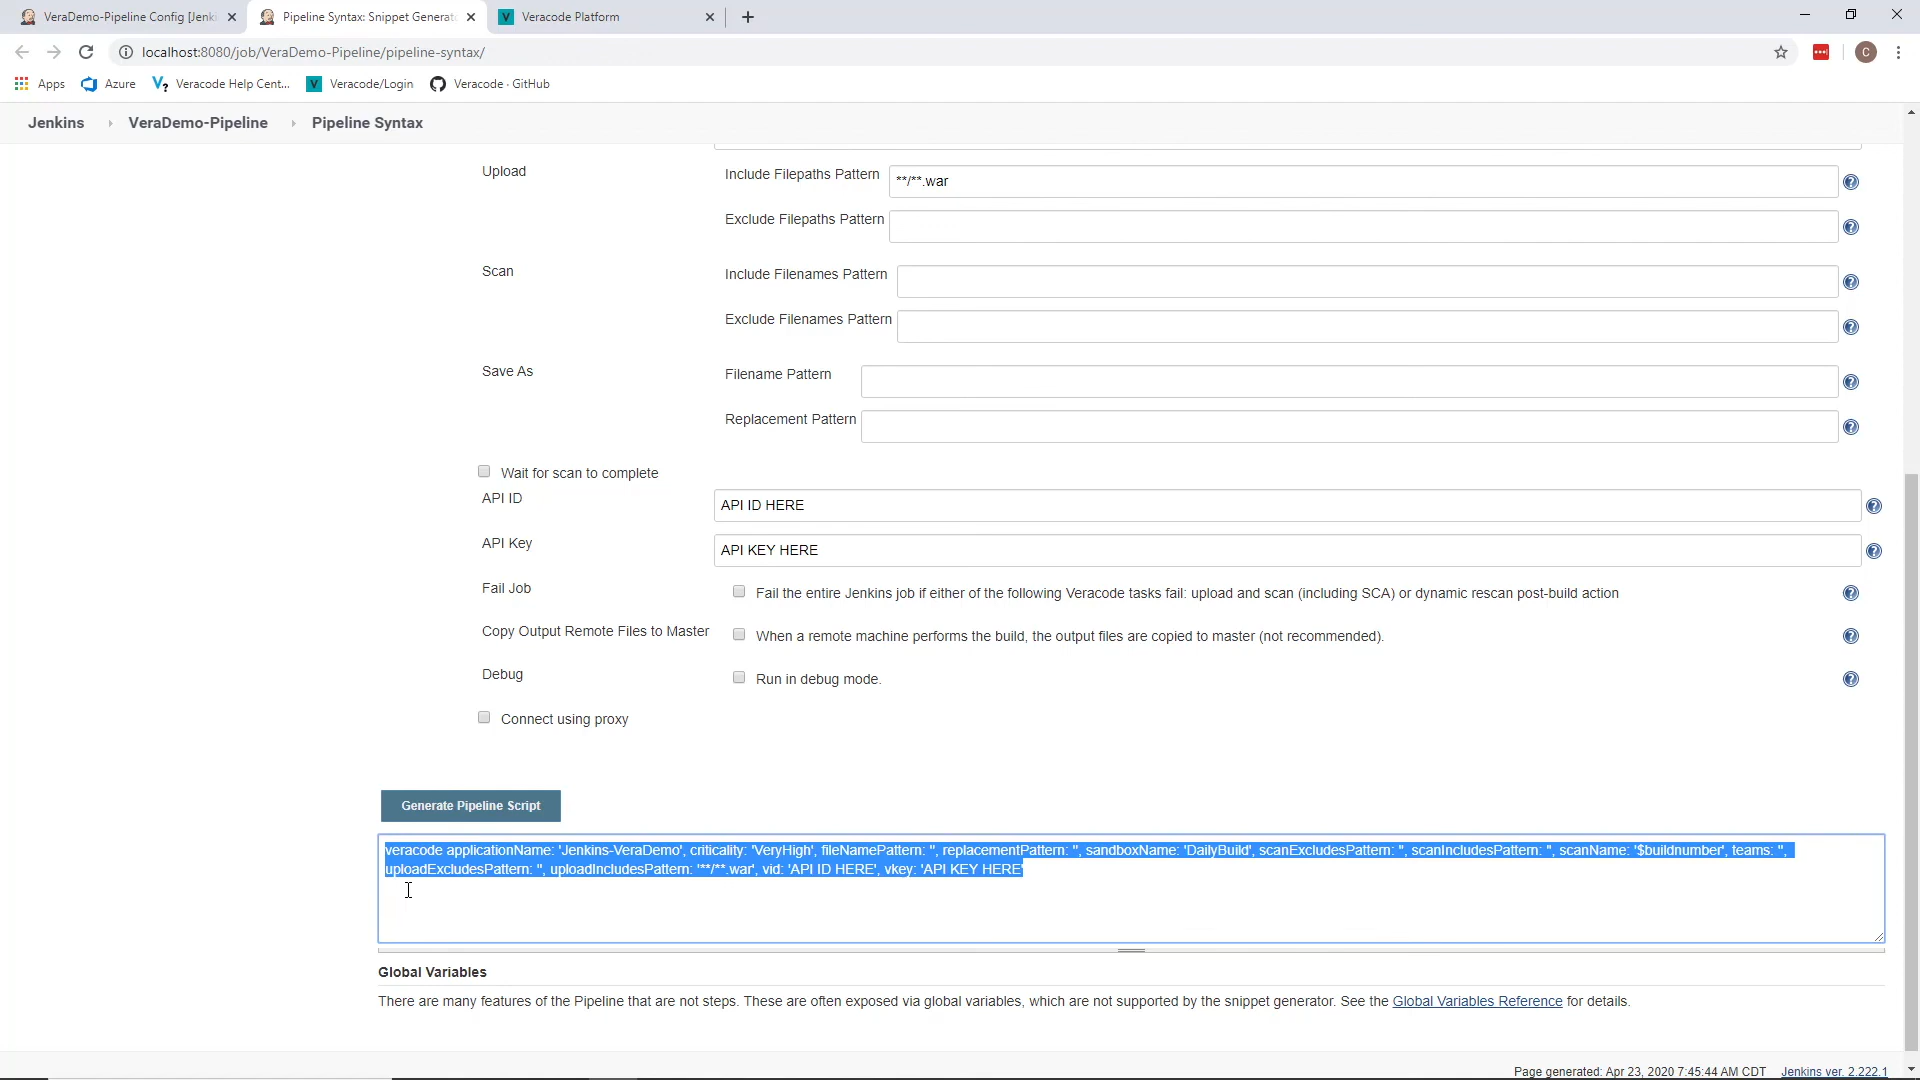 VeraDemo-Pipeline Config [Jenki
Pipeline Syntax: Snippet Generato
Veracode Platform
localhost:8080/job/VeraDemo-Pipeline/pipeline-syntax/
C
Apps
Azure
Veracode Help Cent...
Veracode/Login
Veracode - GitHub
Jenkins
VeraDemo-Pipeline
Pipeline Syntax
Upload
Include Filepaths Pattern
**/**.war
Exclude Filepaths Pattern
Scan
Include Filenames Pattern
Exclude Filenames Pattern
Save As
Filename Pattern
Replacement Pattern
Wait for scan to complete
API ID
API ID HERE
API Key
API KEY HERE
Fail Job
Fail the entire Jenkins job if either of the following Veracode tasks fail: upload and scan (including SCA) or dynamic rescan post-build action
Copy Output Remote Files to Master
When a remote machine performs the build, the output files are copied to master (not recommended).
Debug
Run in debug mode.
Connect using proxy
Generate Pipeline Script
veracode applicationName: 'Jenkins-VeraDemo', criticality: 'VeryHigh', fileNamePattern: '', replacementPattern: '', sandboxName: 'DailyBuild', scanExcludesPattern: '', scanIncludesPattern: '', scanName: '$buildnumber', teams: '',
uploadExcludesPattern: '', uploadIncludesPattern: '**/**.war', vid: 'API ID HERE', vkey: 'API KEY HERE'
Global Variables
There are many features of the Pipeline that are not steps. These are often exposed via global variables, which are not supported by the snippet generator. See the Global Variables Reference for details.
Page generated: Apr 23, 2020 7:45:44 AM CDT
Jenkins ver. 2.222.1